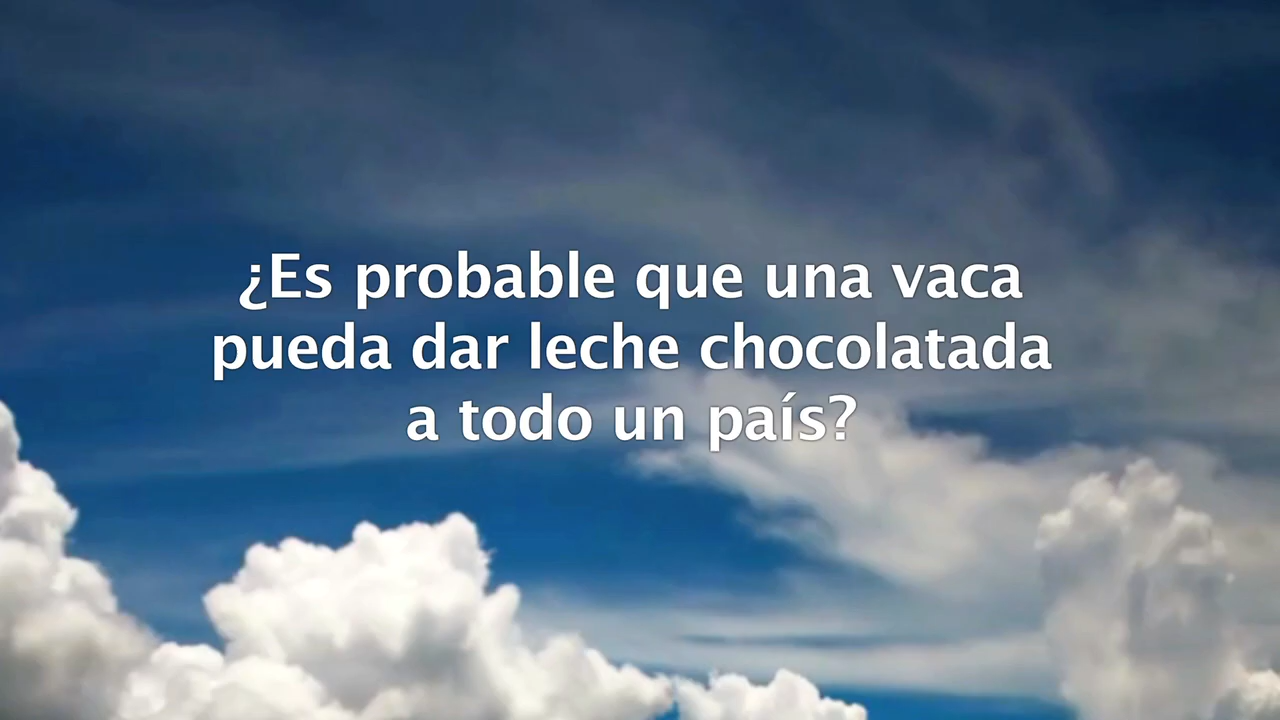 ¿Es probable que una vaca
pueda dar leche chocolatada
a todo un país?